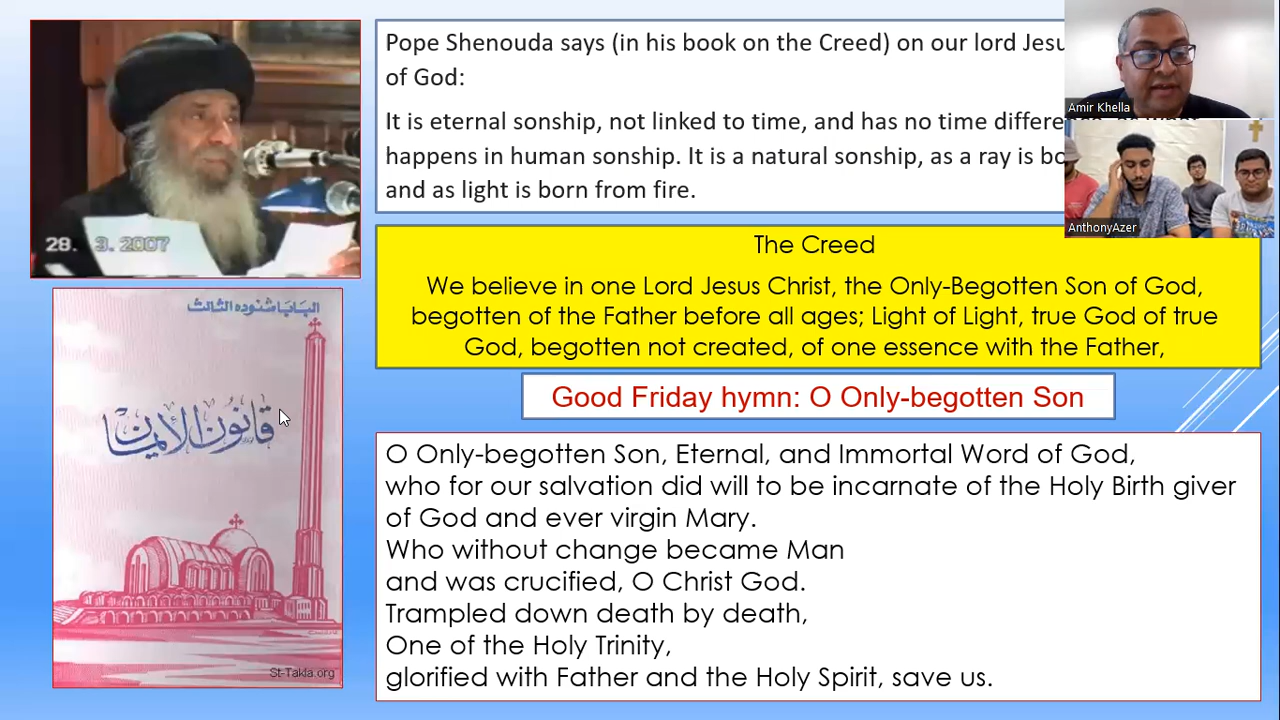 Pope Shenouda says (in his book on the Creed) on our lord Jesu
of God:
It is eternal sonship, not linked to time, and has no time differe
happens in human sonship. It is a natural sonship, as a ray is bo
and as light is born from fire.
Amir Khella
AnthonyAzer
28. 3.2007
The Creed
We believe in one Lord Jesus Christ, the Only-Begotten Son of God,
begotten of the Father before all ages; Light of Light, true God of true
God, begotten not created, of one essence with the Father,
البابا شنوده الثالث
قانون الإيمان
St-Takla.org
Good Friday hymn: O Only-begotten Son
O Only-begotten Son, Eternal, and Immortal Word of God,
who for our salvation did will to be incarnate of the Holy Birth giver
of God and ever virgin Mary.
Who without change became Man
and was crucified, O Christ God.
Trampled down death by death,
One of the Holy Trinity,
glorified with Father and the Holy Spirit, save us.